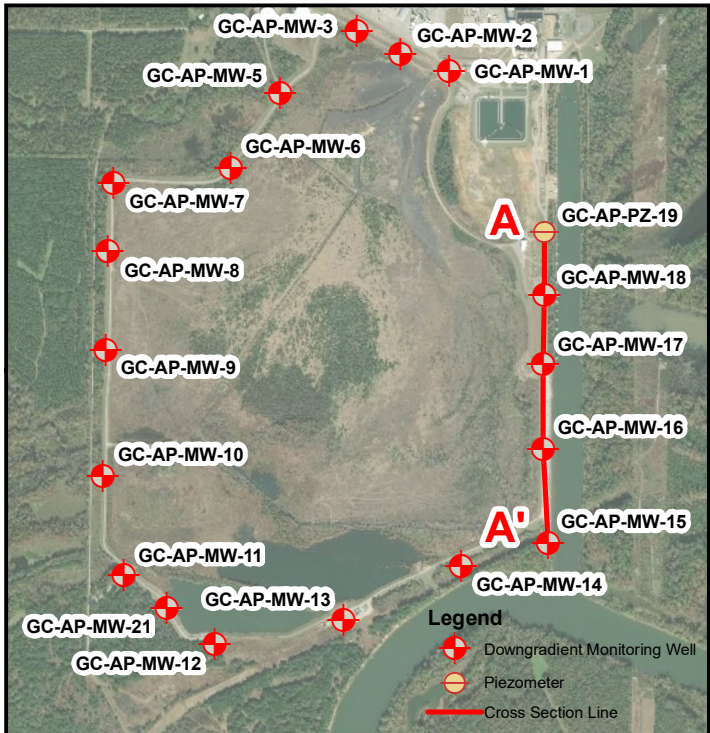 GC-AP-MW-3
GC-AP-MW-2
GC-AP-MW-1
GC-AP-MW-5
GC-AP-MW-6
GC-AP-MW-7
A
GC-AP-PZ-19
GC-AP-MW-8
GC-AP-MW-18
GC-AP-MW-9
GC-AP-MW-17
GC-AP-MW-10
GC-AP-MW-16
A'
GC-AP-MW-15
GC-AP-MW-11
GC-AP-MW-14
GC-AP-MW-13
GC-AP-MW-21
GC-AP-MW-12
Legend
Downgradient Monitoring Well
Piezometer
Cross Section Line